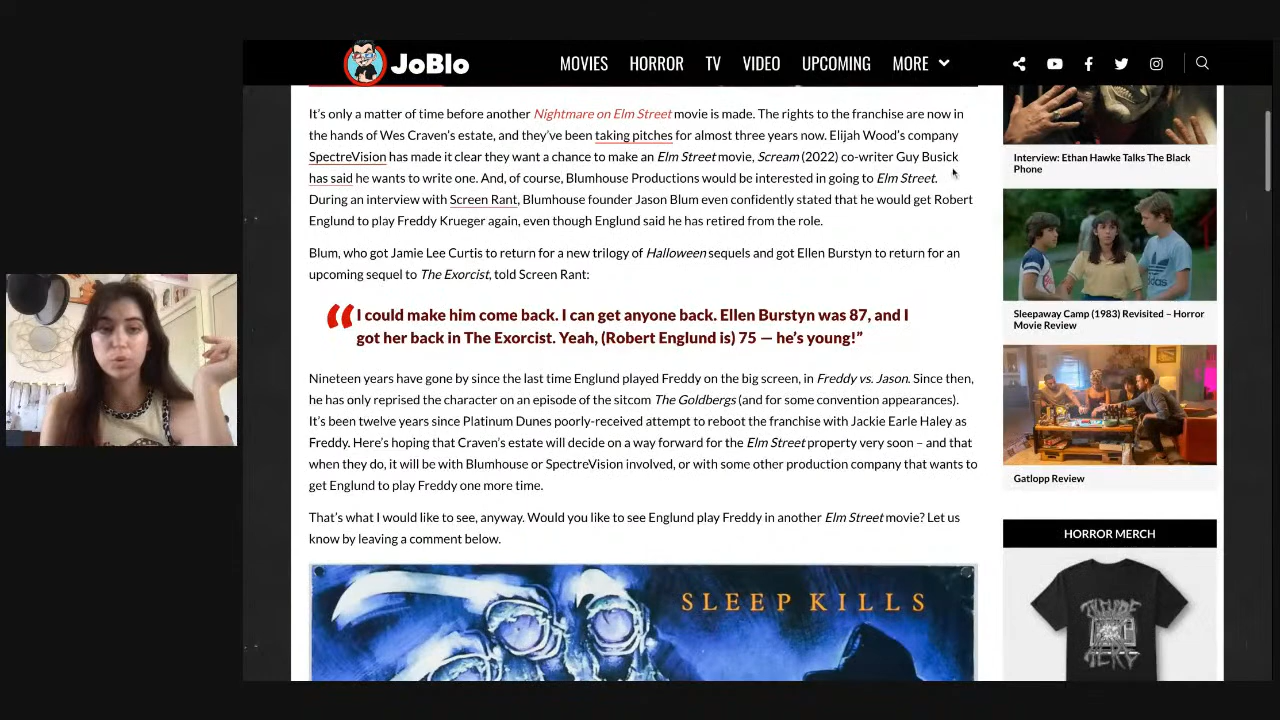 JoBlo
MOVIES HORROR TV VIDEO UPCOMING MORE
It's only a matter of time before another Nightmare on Elm Street movie is made. The rights to the franchise are now in
the hands of Wes Craven's estate, and they've been taking pitches for almost three years now. Elijah Wood's company
SpectreVision has made it clear they want a chance to make an Elm Street movie, Scream (2022) co-writer Guy Busick
has said he wants to write one. And, of course, Blumhouse Productions would be interested in going to Elm Street.
During an interview with Screen Rant, Blumhouse founder Jason Blum even confidently stated that he would get Robert
Englund to play Freddy Krueger again, even though Englund said he has retired from the role.
Blum, who got Jamie Lee Curtis to return for a new trilogy of Halloween sequels and got Ellen Burstyn to return for an
upcoming sequel to The Exorcist, told Screen Rant:
“I could make him come back. I can get anyone back. Ellen Burstyn was 87, and I
got her back in The Exorcist. Yeah, (Robert Englund is) 75 — he's young!”
Nineteen years have gone by since the last time Englund played Freddy on the big screen, in Freddy vs. Jason. Since then,
he has only reprised the character on an episode of the sitcom The Goldbergs (and for some convention appearances).
It's been twelve years since Platinum Dunes poorly-received attempt to reboot the franchise with Jackie Earle Haley as
Freddy. Here's hoping that Craven's estate will decide on a way forward for the Elm Street property very soon – and that
when they do, it will be with Blumhouse or SpectreVision involved, or with some other production company that wants to
get Englund to play Freddy one more time.
That's what I would like to see, anyway. Would you like to see Englund play Freddy in another Elm Street movie? Let us
know by leaving a comment below.
SLEEP KILLS
Interview: Ethan Hawke Talks The Black
Phone
Sleepaway Camp (1983) Revisited – Horror
Movie Review
Gatlopp Review
HORROR MERCH